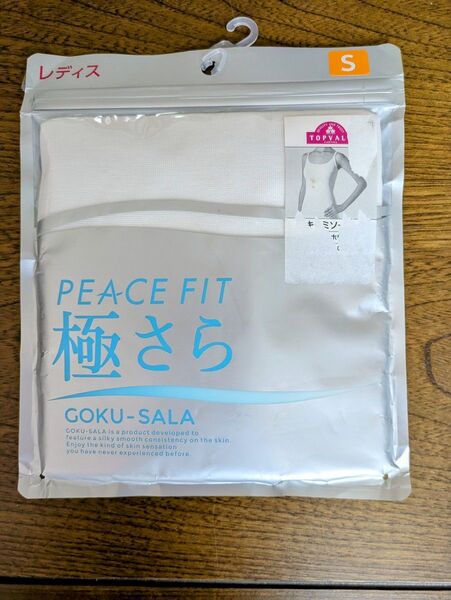 レディス
S
TOPVALU
PEACE FIT
極さら
GOKU-SALA
GOKU-SALA is a product developed to
feature a silky smooth consistency on the skin.
Enjoy the kind of skin sensation
you have never experienced before.